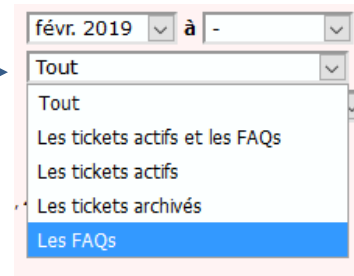 févr. 2019 à -
Tout
Tout
Les tickets actifs et les FAQs
Les tickets actifs
Les tickets archivés
Les FAQs